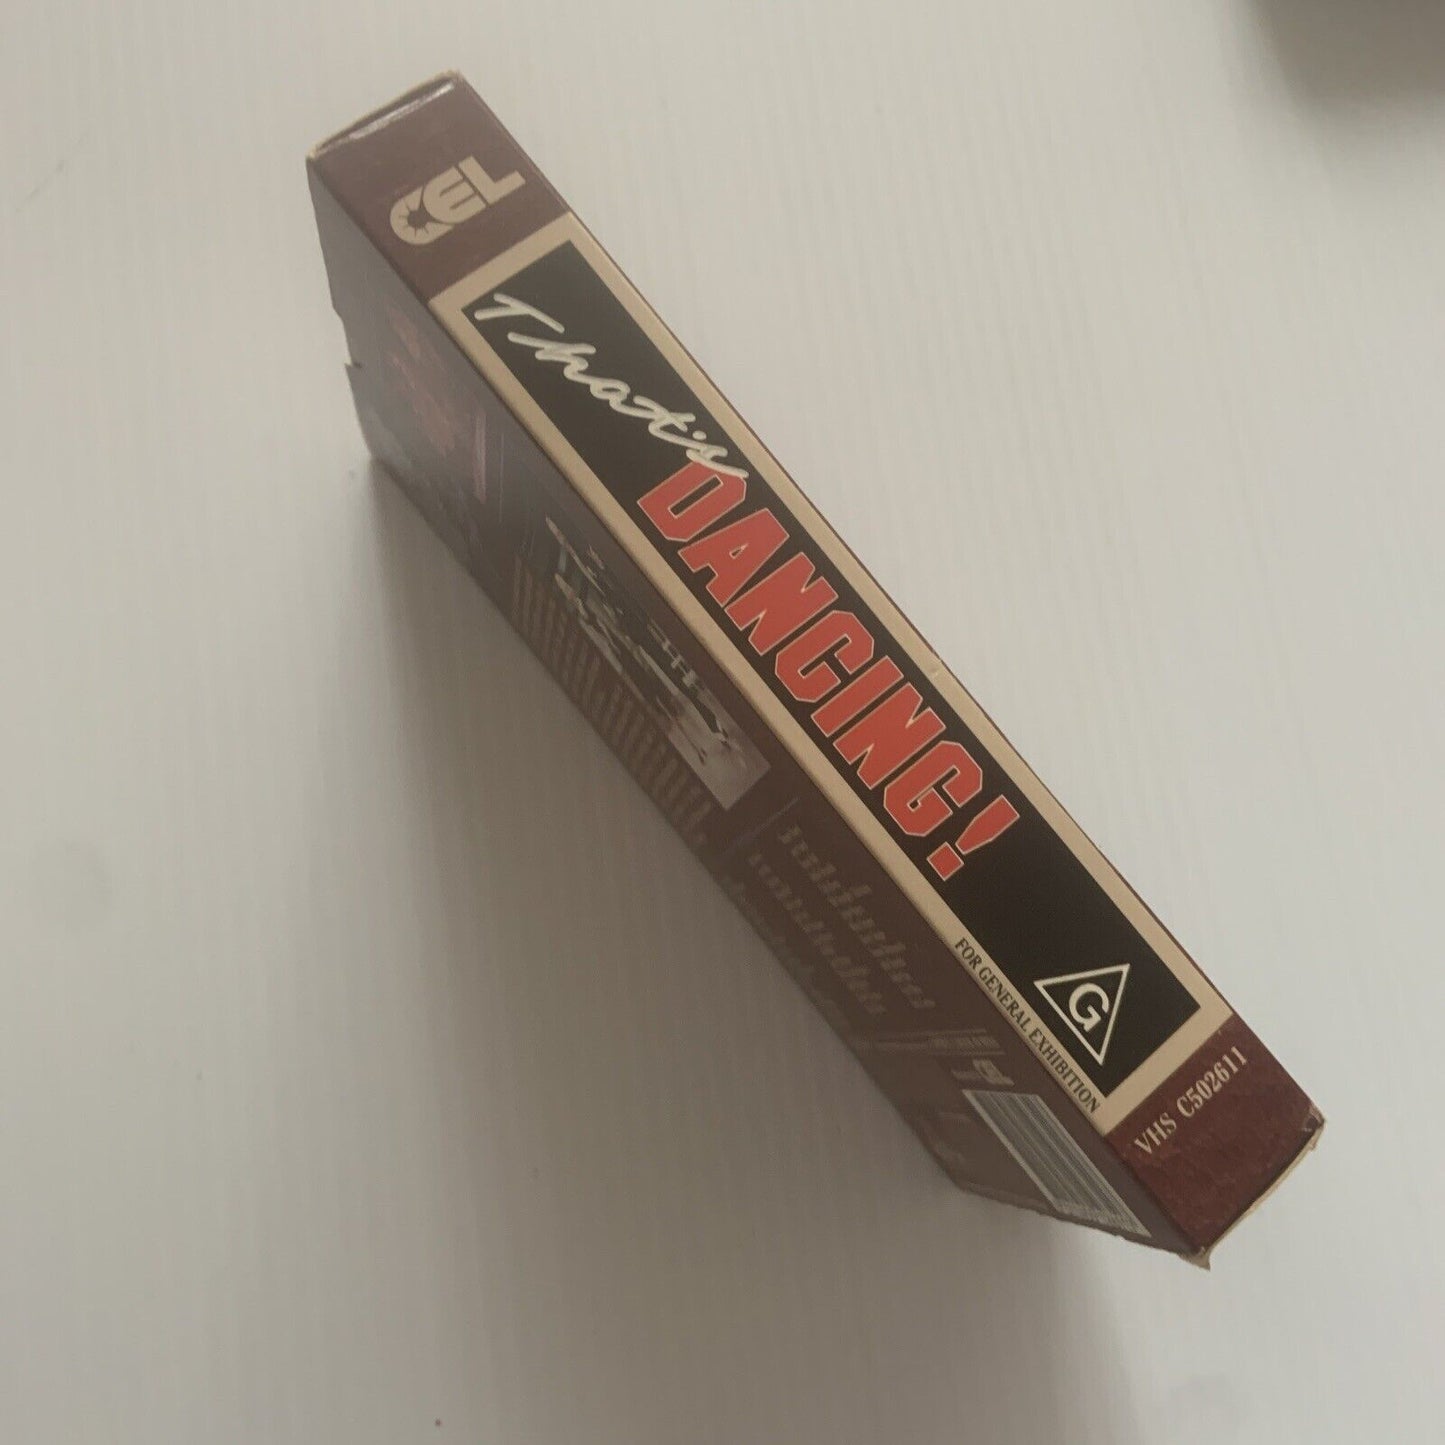 CEL
That's
DANCING!
G
FOR GENERAL EXHIBITION
VHS C502611